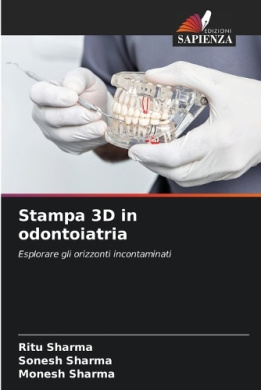 EDIZIONI
SAPIENZA
Stampa 3D in
odontoiatria
Esplorare gli orizzonti incontaminati
Ritu Sharma
Sonesh Sharma
Monesh Sharma